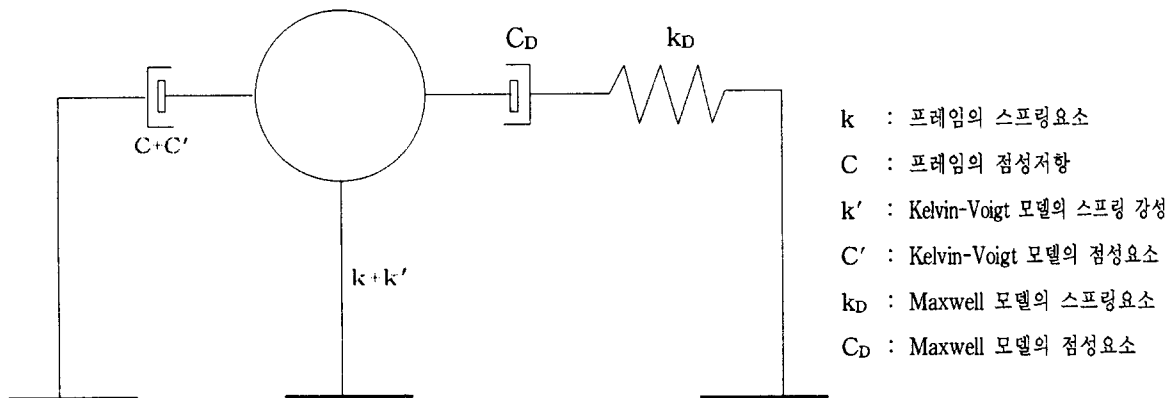 C_D
k_D
C+C′
k+k′
k : 프레임의 스프링요소
C : 프레임의 점성저항
k′ : Kelvin-Voigt 모델의 스프링 강성
C′ : Kelvin-Voigt 모델의 점성요소
k_D : Maxwell 모델의 스프링요소
C_D : Maxwell 모델의 점성요소